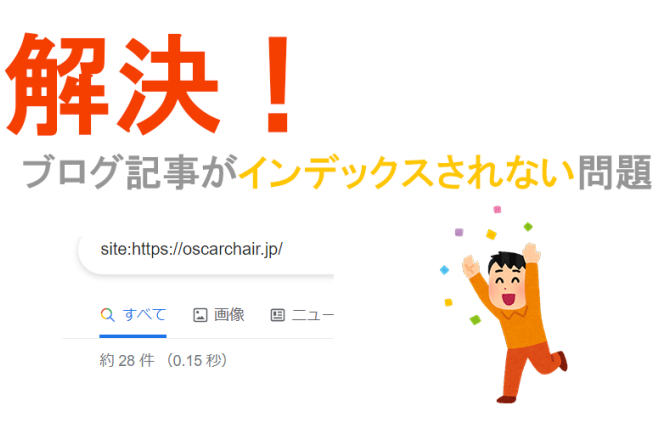 解決！
ブログ記事がインデックスされない問題
site:https://oscarchair.jp/
すべて 画像 ニュー
約 28 件 （0.15 秒）